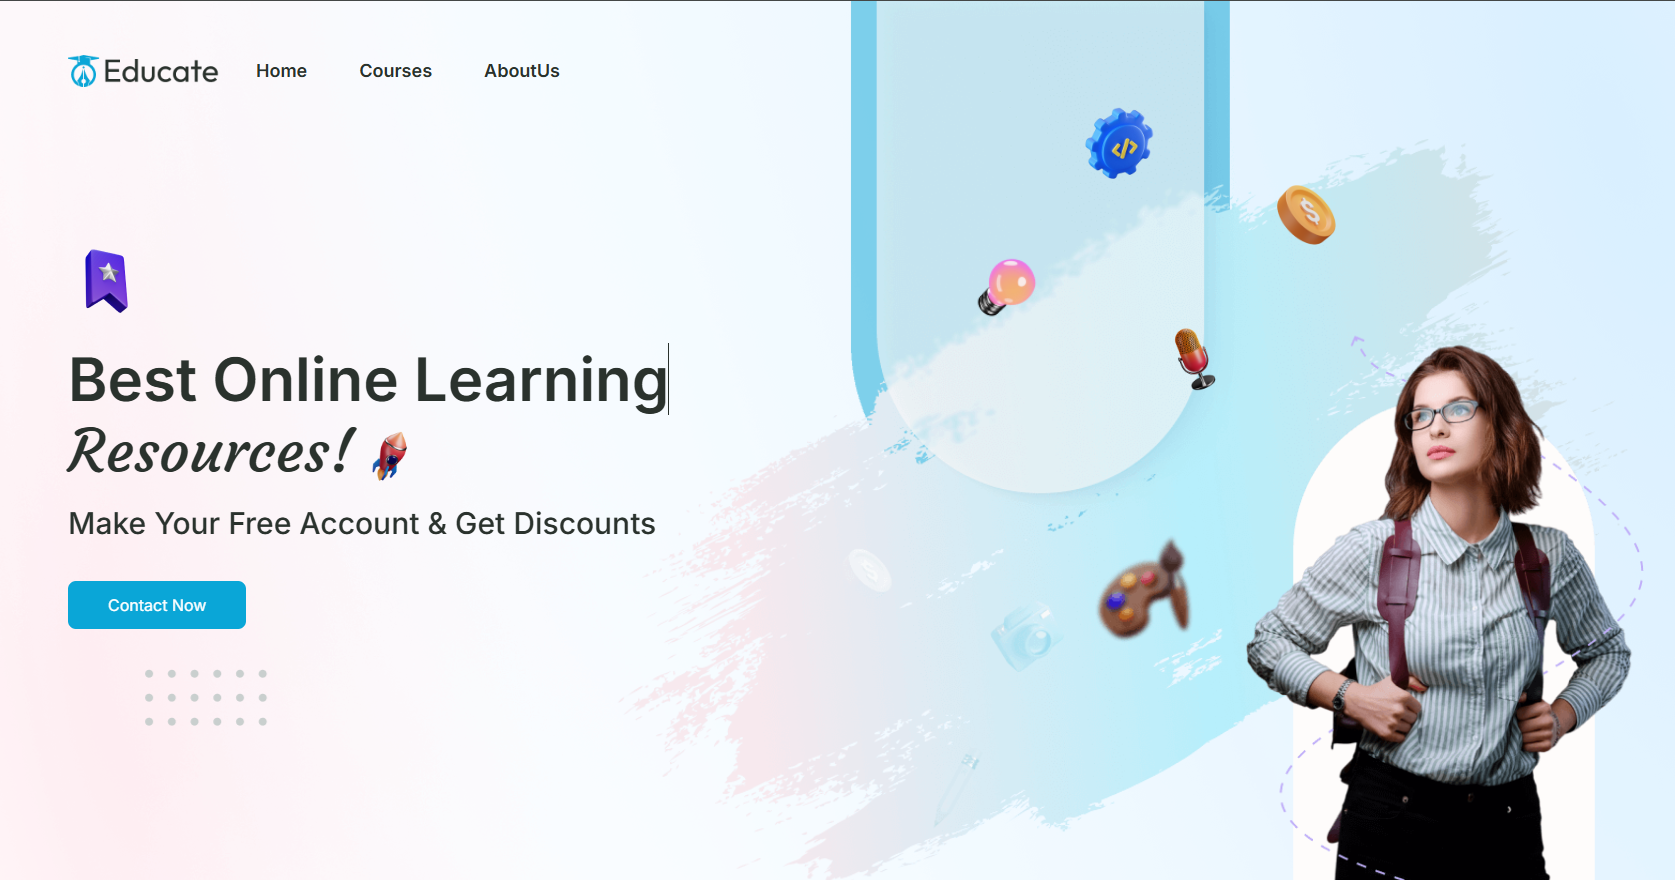 Educate
Home
Courses
AboutUs
</>
$
Best Online Learning
Resources!
Make Your Free Account & Get Discounts
Contact Now